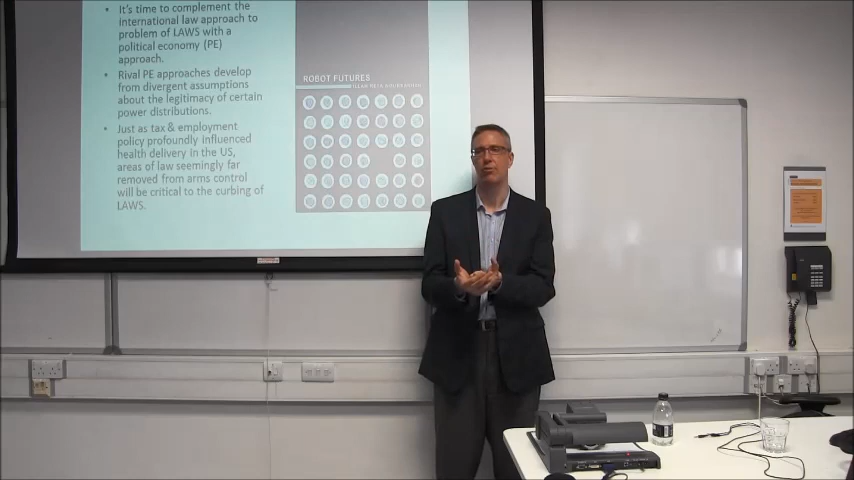 • It's time to complement the
international law approach to
problem of LAWS with a
political economy (PE)
approach.
• Rival PE approaches develop
from divergent assumptions
about the legitimacy of certain
power distributions.
• Just as tax & employment
policy profoundly influenced
health delivery in the US,
areas of law seemingly far
removed from arms control
will be critical to the curbing of
LAWS.
ROBOT FUTURES
ILLAH REZA NOURBAKHSH